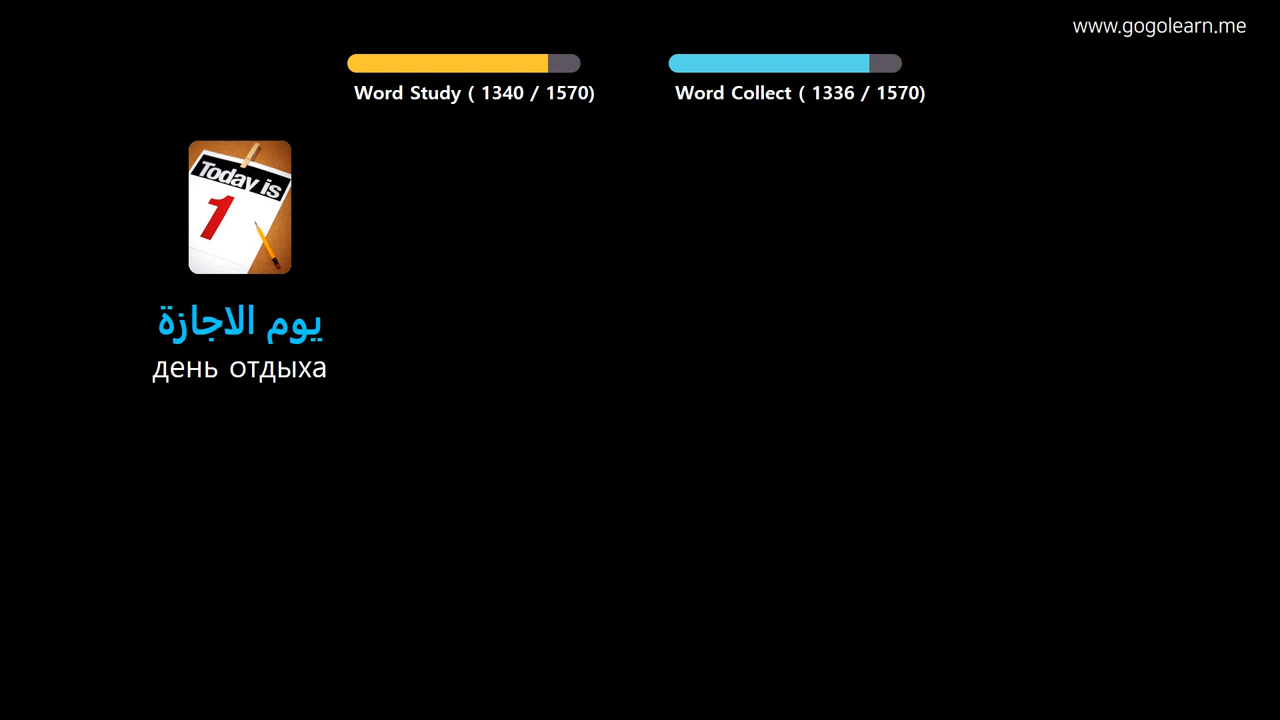 www.gogolearn.me
Word Study ( 1340 / 1570)
Word Collect ( 1336 / 1570)
Today is
1
يوم الاجازة
день отдыха